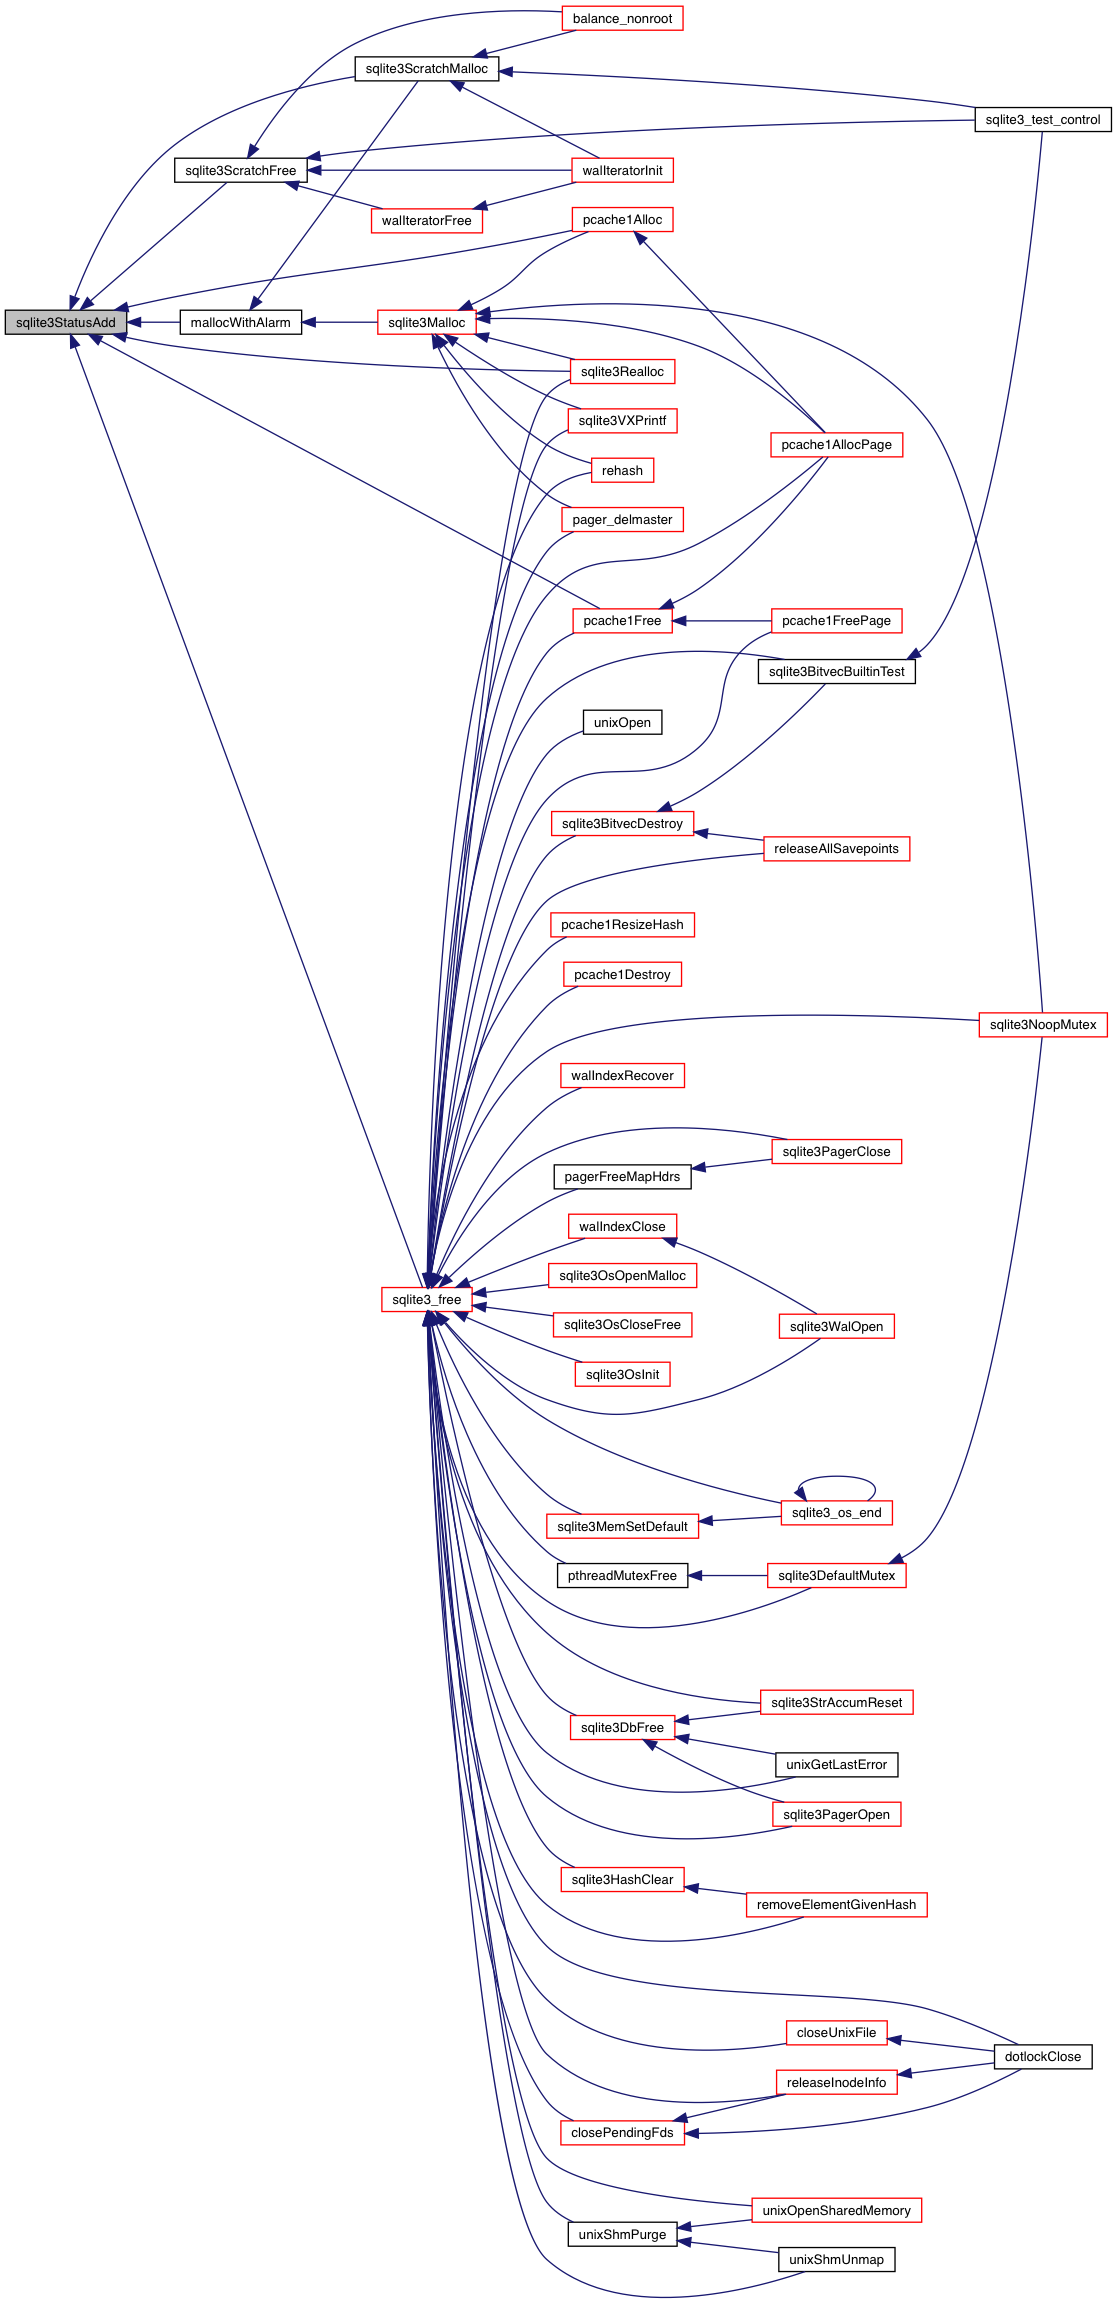 balance_nonroot
sqlite3ScratchMalloc
sqlite3_test_control
sqlite3ScratchFree
walIteratorInit
walIteratorFree
pcache1Alloc
sqlite3StatusAdd
mallocWithAlarm
sqlite3Malloc
sqlite3Realloc
sqlite3VXPrintf
pcache1AllocPage
rehash
pager_delmaster
pcache1Free
pcache1FreePage
sqlite3BitvecBuiltinTest
unixOpen
sqlite3BitvecDestroy
releaseAllSavepoints
pcache1ResizeHash
pcache1Destroy
sqlite3NoopMutex
walIndexRecover
sqlite3PagerClose
pagerFreeMapHdrs
walIndexClose
sqlite3OsOpenMalloc
sqlite3_free
sqlite3OsCloseFree
sqlite3WalOpen
sqlite3OsInit
sqlite3_os_end
sqlite3MemSetDefault
pthreadMutexFree
sqlite3DefaultMutex
sqlite3StrAccumReset
sqlite3DbFree
unixGetLastError
sqlite3PagerOpen
sqlite3HashClear
removeElementGivenHash
closeUnixFile
dotlockClose
releaseInodeInfo
closePendingFds
unixOpenSharedMemory
unixShmPurge
unixShmUnmap